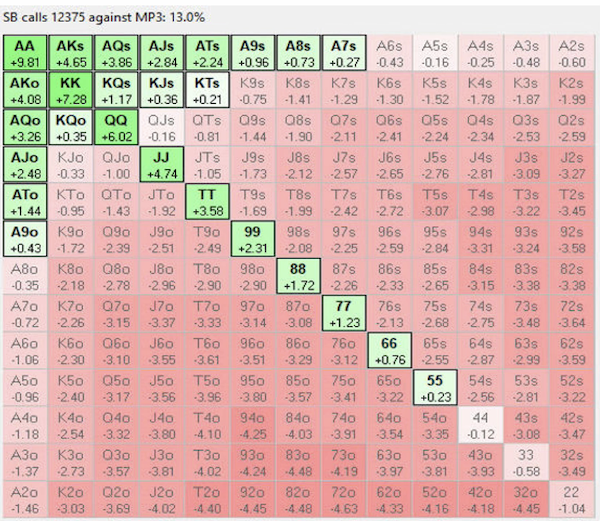 SB calls 12375 against MP3: 13.0%
AA AKs AQs AJs ATs A9s A8s A7s A6s A5s A4s A3s A2s
+9.81 +4.65 +3.86 +2.84 +2.24 +0.96 +0.73 +0.27 -0.43 -0.16 -0.25 -0.48 -0.60
AKo KK KQs KJs KTs K9s K8s K7s K6s K5s K4s K3s K2s
+4.08 +7.28 +1.17 +0.36 +0.21 -0.75 -1.41 -1.29 -1.30 -1.52 -1.78 -1.87 -1.99
AQo KQo QQ QJs QTs Q9s Q8s Q7s Q6s Q5s Q4s Q3s Q2s
+3.26 +0.35 +6.02 -0.16 -0.81 -1.44 -1.90 -2.11 -2.41 -2.24 -2.34 -2.53 -2.59
AJo KJo QJo JJ JTs J9s J8s J7s J6s J5s J4s J3s J2s
+2.48 -0.33 -1.00 +4.74 -1.05 -1.73 -2.12 -2.57 -2.65 -2.76 -2.81 -3.09 -3.27
ATo KTo QTo JTo TT T9s T8s T7s T6s T5s T4s T3s T2s
+1.44 -0.95 -1.43 -1.92 +3.58 -1.69 -1.99 -2.42 -2.72 -3.07 -2.98 -3.22 -3.45
A9o K9o Q9o J9o T9o 99 98s 97s 96s 95s 94s 93s 92s
+0.43 -1.72 -2.39 -2.51 -2.49 +2.31 -2.08 -2.25 -2.59 -2.84 -3.31 -3.24 -3.58
A8o K8o Q8o J8o T8o 98o 88 87s 86s 85s 84s 83s 82s
-0.35 -2.18 -2.78 -2.96 -2.90 -2.90 +1.72 -2.26 -2.33 -2.65 -3.15 -3.38 -3.38
A7o K7o Q7o J7o T7o 97o 87o 77 76s 75s 74s 73s 72s
-0.72 -2.26 -3.15 -3.37 -3.33 -3.14 -3.08 +1.23 -2.13 -2.68 -2.75 -3.48 -3.64
A6o K6o Q6o J6o T6o 96o 86o 76o 66 65s 64s 63s 62s
-1.06 -2.30 -3.10 -3.55 -3.61 -3.51 -3.29 -3.12 +0.76 -2.55 -2.87 -2.99 -3.59
A5o K5o Q5o J5o T5o 95o 85o 75o 65o 55 54s 53s 52s
-0.96 -2.40 -3.17 -3.56 -3.96 -3.80 -3.57 -3.41 -3.22 +0.23 -2.56 -2.81 -3.22
A4o K4o Q4o J4o T4o 94o 84o 74o 64o 54o 44 43s 42s
-1.18 -2.54 -3.32 -3.80 -4.10 -4.25 -4.03 -3.91 -3.54 -3.35 -0.12 -3.08 -3.47
A3o K3o Q3o J3o T3o 93o 83o 73o 63o 53o 43o 33 32s
-1.37 -2.73 -3.57 -3.81 -4.02 -4.24 -4.48 -4.19 -3.97 -3.81 -3.93 -0.58 -3.49
A2o K2o Q2o J2o T2o 92o 82o 72o 62o 52o 42o 32o 22
-1.46 -3.03 -3.69 -4.02 -4.40 -4.45 -4.48 -4.63 -4.33 -4.16 -4.18 -4.45 -1.04